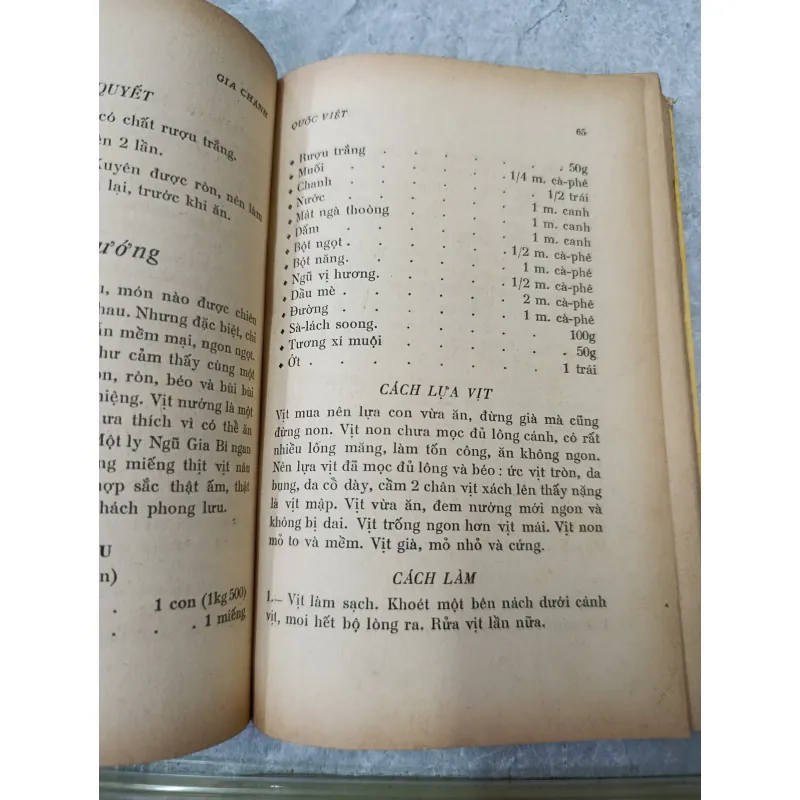 GIA CHÁNH
QUYẾT
có chất rượu trắng.
ên 2 lần.
Xuyên được ròn, nên làm
lại, trước khi ăn.
ướng
u, món nào được chiên
hau. Nhưng đặc biệt, chỉ
ăn mềm mại, ngon ngọt.
hư cảm thấy cùng một
on, ròn, béo và bùi bùi
niệng. Vịt nướng là một
ưa thích vì có thể ăn
Một ly Ngũ Gia Bì ngan
ng miếng thịt vịt nâu
hợp sắc thật ấm, thật
khách phong lưu.
U
n)
. 1 con (1kg500)
. . . 1 miếng
QUỐC VIỆT
65
• Rượu trắng . . . . . . 50g
• Muối . . . . . 1/4 m. cà-phê
• Chanh . . . . . 1/2 trái
• Nước . . . . . 1 m. canh
• Mát ngà thoòng . . . . 1 m. canh
• Dấm . . . . . 1 m. canh
• Bột ngọt . . . . . 1/2 m. cà-phê
• Bột năng. . . . . 1 m. cà-phê
• Ngũ vị hương. . . . . 1/2 m. cà-phê
• Dầu mè . . . . . 2 m. cà-phê
• Đường . . . . . 1 m. cà-phê
• Sà-lách soong. . . . . 100g
• Tương xí muội . . . . . 50g
• Ớt . . . . . . 1 trái
CÁCH LỰA VỊT
Vịt mua nên lựa con vừa ăn, đừng già mà cũng
đừng non. Vịt non chưa mọc đủ lông cánh, có rất
nhiều lông măng, làm tốn công, ăn không ngon.
Nên lựa vịt đã mọc đủ lông và béo : ức vịt tròn, da
bụng, da cổ dày, cầm 2 chân vịt xách lên thấy nặng
là vịt mập. Vịt vừa ăn, đem nướng mới ngon và
không bị dai. Vịt trống ngon hơn vịt mái. Vịt non
mỏ to và mềm. Vịt già, mỏ nhỏ và cứng.
CÁCH LÀM
1.— Vịt làm sạch. Khoét một bên nách dưới cánh
vịt, moi hết bộ lòng ra. Rửa vịt lần nữa.